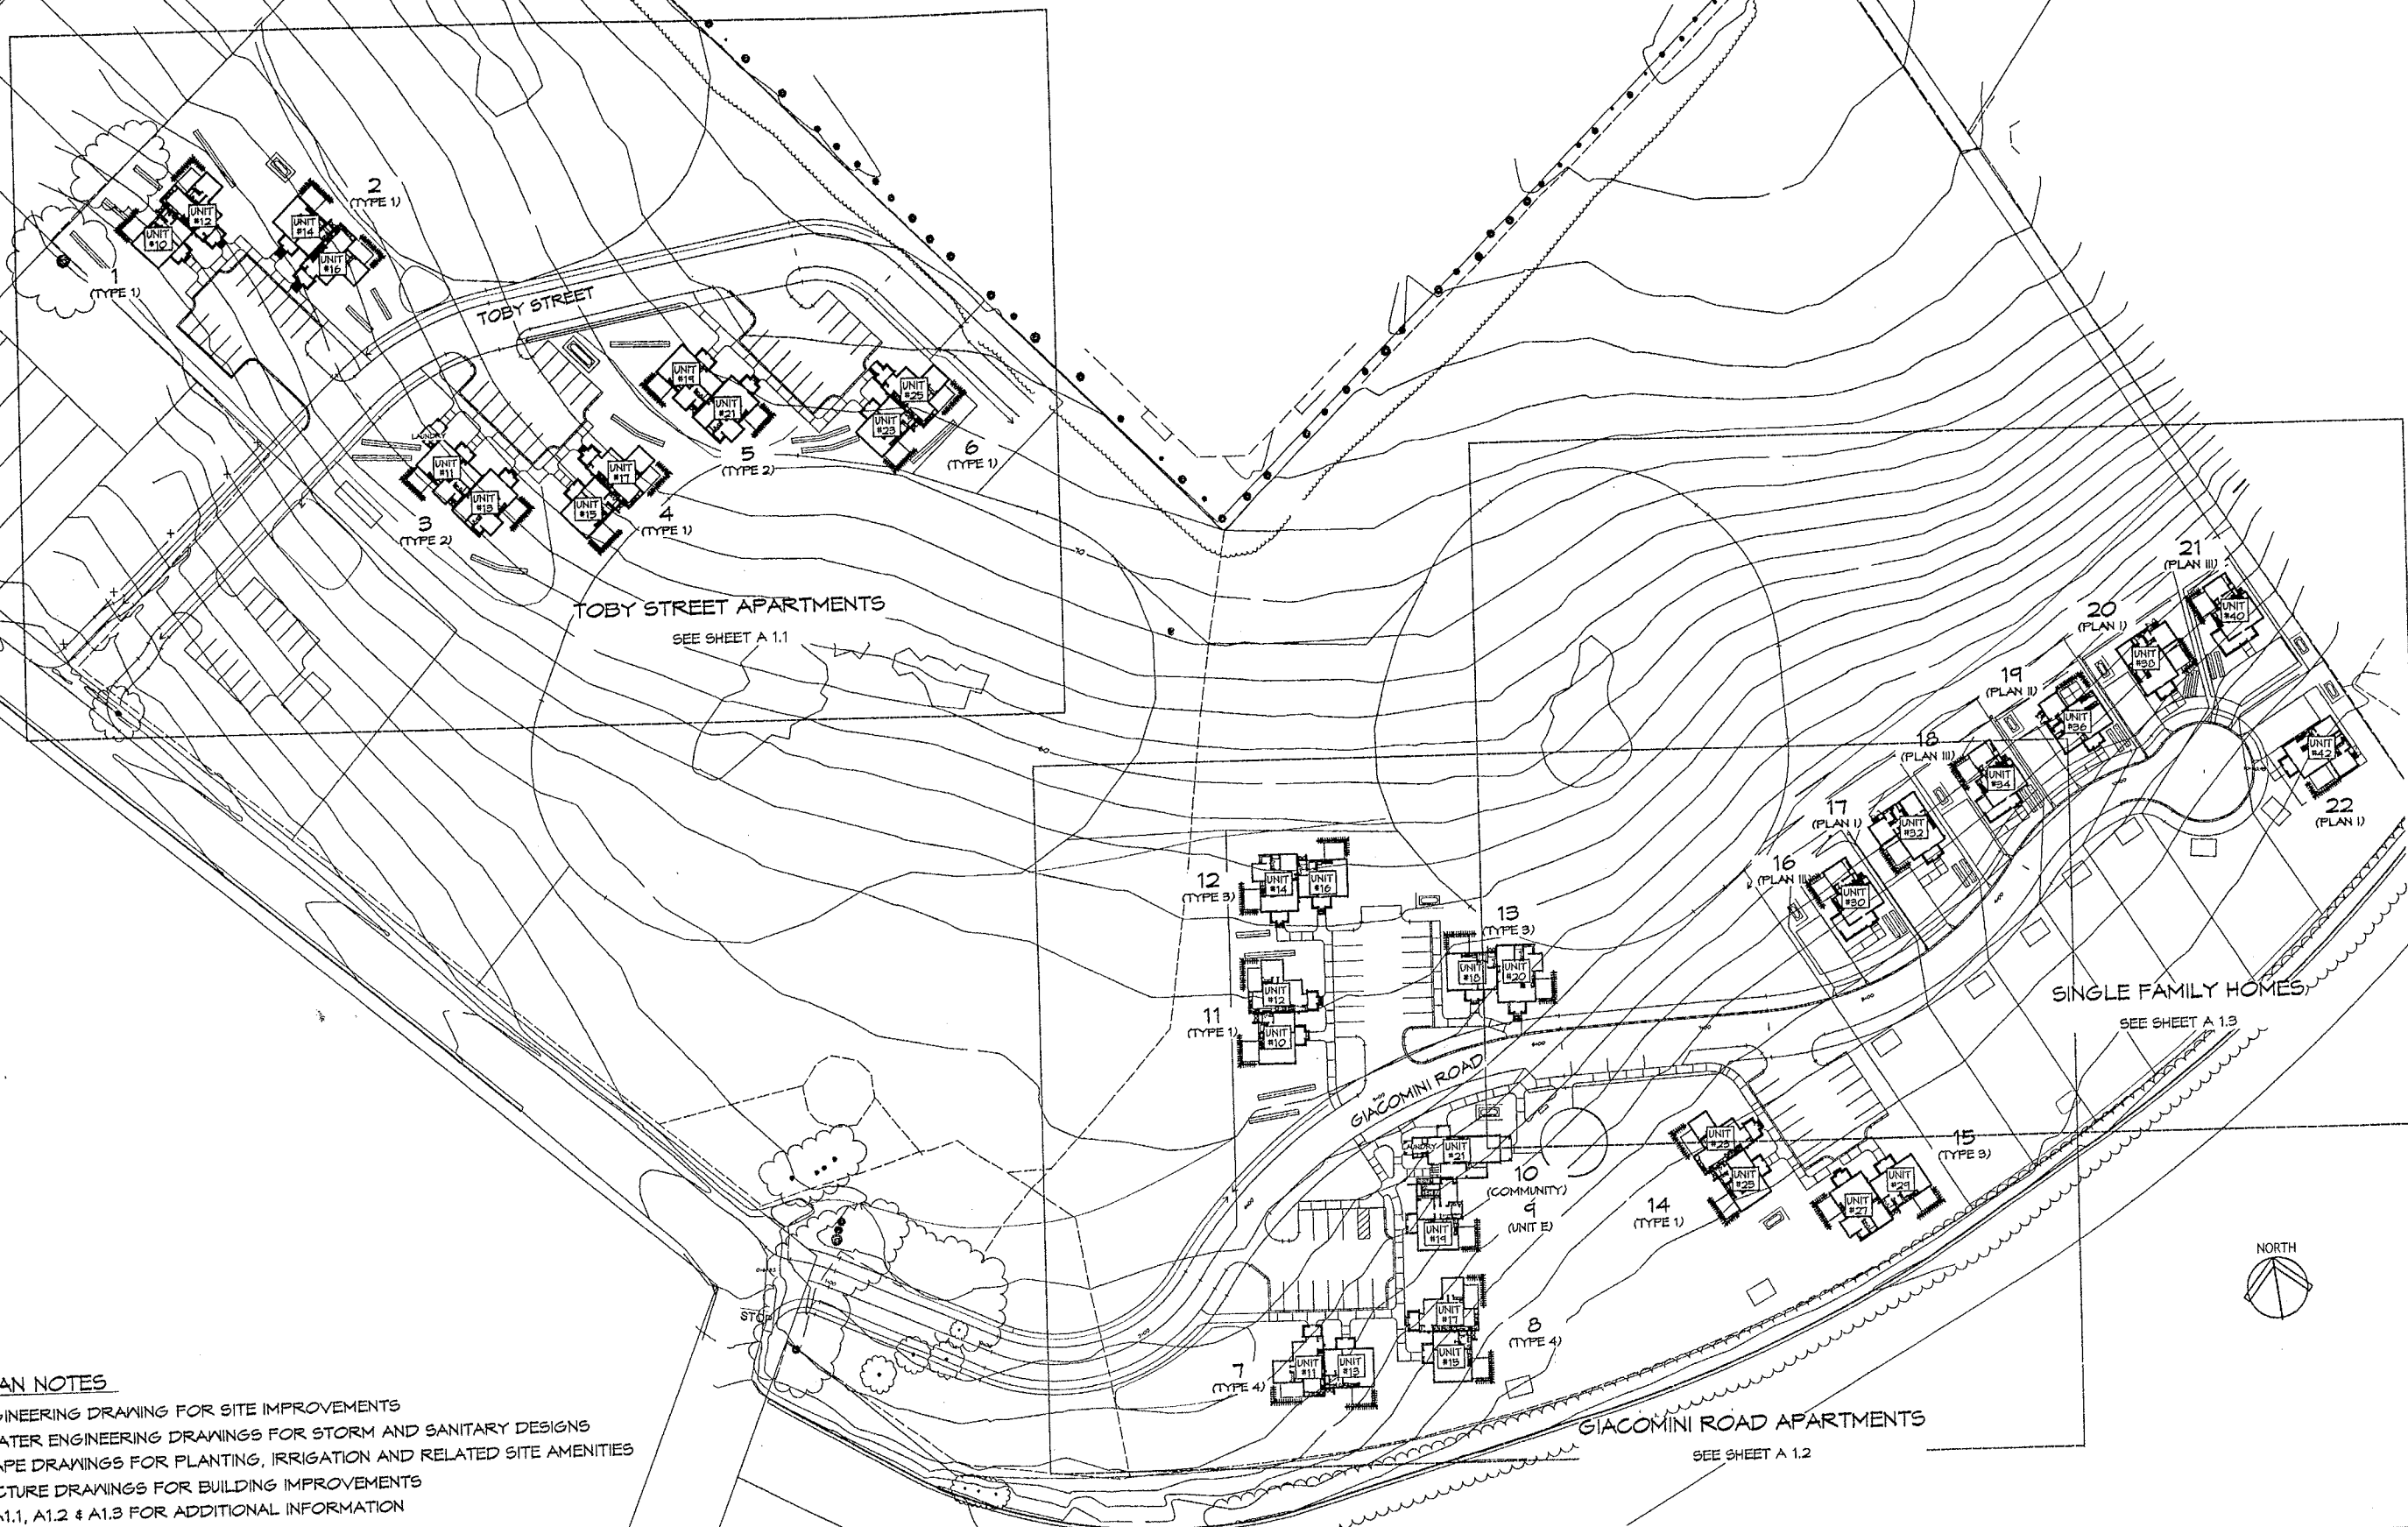 2
(TYPE 1)
UNIT
#12
UNIT
#10
UNIT
#14
UNIT
#16
1
(TYPE 1)
TOBY STREET
UNIT
#19
UNIT
#21
UNIT
#25
UNIT
#23
5
(TYPE 2)
6
(TYPE 1)
LAUNDRY
UNIT
#11
UNIT
#13
UNIT
#17
UNIT
#15
3
(TYPE 2)
4
(TYPE 1)
TOBY STREET APARTMENTS
SEE SHEET A 1.1
70
60
21
(PLAN III)
UNIT
#40
20
(PLAN I)
UNIT
#38
19
(PLAN II)
UNIT
#36
18
(PLAN III)
UNIT
#34
UNIT
#42
22
(PLAN I)
17
(PLAN I)
UNIT
#32
16
(PLAN III)
UNIT
#30
12
(TYPE 3)
UNIT
#14
UNIT
#16
13
(TYPE 3)
UNIT
#18
UNIT
#20
11
(TYPE 1)
UNIT
#12
UNIT
#10
SINGLE FAMILY HOMES
SEE SHEET A 1.3
GIACOMINI ROAD
LAUNDRY
UNIT
#21
10
(COMMUNITY)
9
(UNIT E)
UNIT
#19
UNIT
#23
UNIT
#25
14
(TYPE 1)
15
(TYPE 3)
UNIT
#29
UNIT
#27
UNIT
#17
UNIT
#15
8
(TYPE 4)
7
(TYPE 4)
UNIT
#11
UNIT
#13
STOP
NORTH
GIACOMINI ROAD APARTMENTS
SEE SHEET A 1.2
AN NOTES
GINEERING DRAWING FOR SITE IMPROVEMENTS
ATER ENGINEERING DRAWINGS FOR STORM AND SANITARY DESIGNS
APE DRAWINGS FOR PLANTING, IRRIGATION AND RELATED SITE AMENITIES
CTURE DRAWINGS FOR BUILDING IMPROVEMENTS
A1.1, A1.2 & A1.3 FOR ADDITIONAL INFORMATION